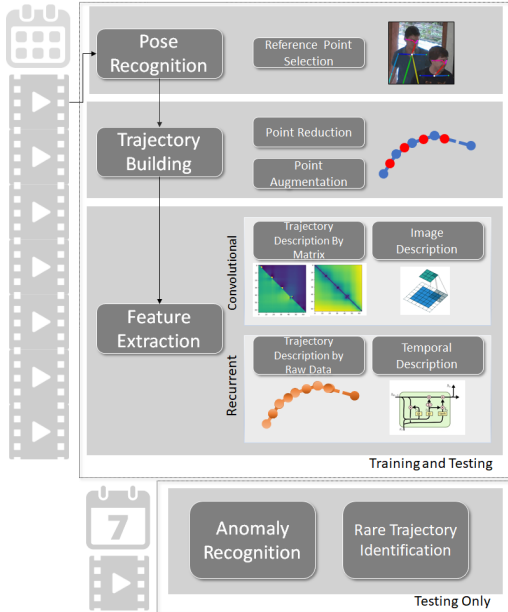 Pose
Recognition
Reference Point
Selection
Trajectory
Building
Point Reduction
Point
Augmentation
Feature
Extraction
Convolutional
Trajectory
Description By
Matrix
Image
Description
Recurrent
Trajectory
Description by
Raw Data
Temporal
Description
Training and Testing
7
Anomaly
Recognition
Rare Trajectory
Identification
Testing Only